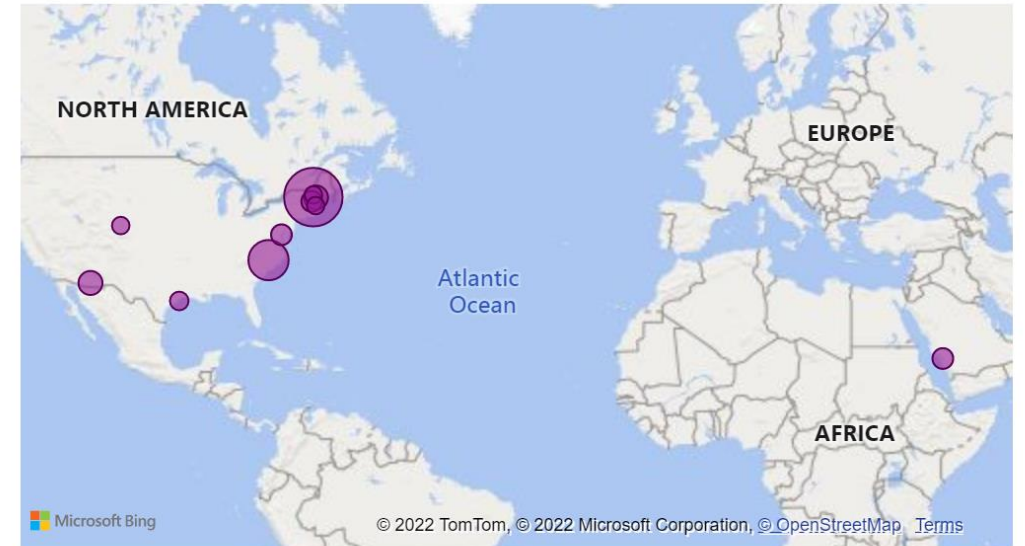 NORTH AMERICA
EUROPE
Atlantic
Ocean
AFRICA
Microsoft Bing
© 2022 TomTom, © 2022 Microsoft Corporation, © OpenStreetMap Terms